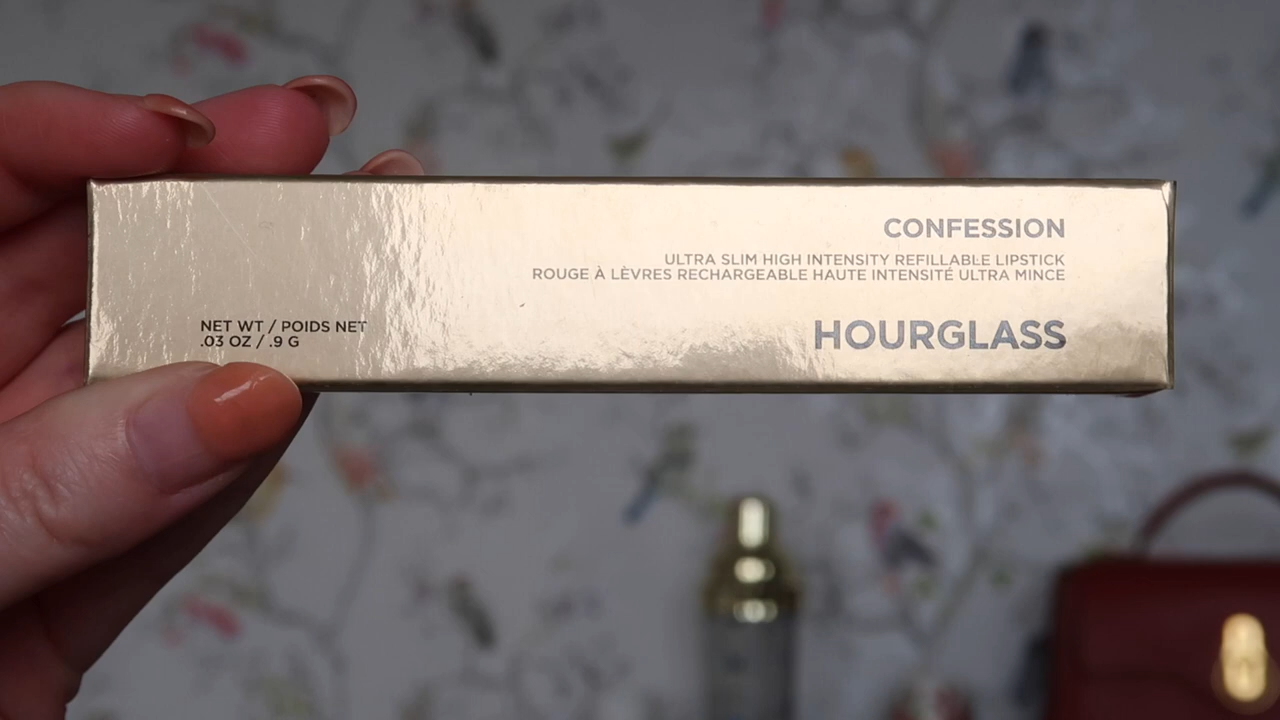 CONFESSION
ULTRA SLIM HIGH INTENSITY REFILLABLE LIPSTICK
ROUGE À LÈVRES RECHARGEABLE HAUTE INTENSITÉ ULTRA MINCE
NET WT / POIDS NET
.03 OZ / .9 G
HOURGLASS